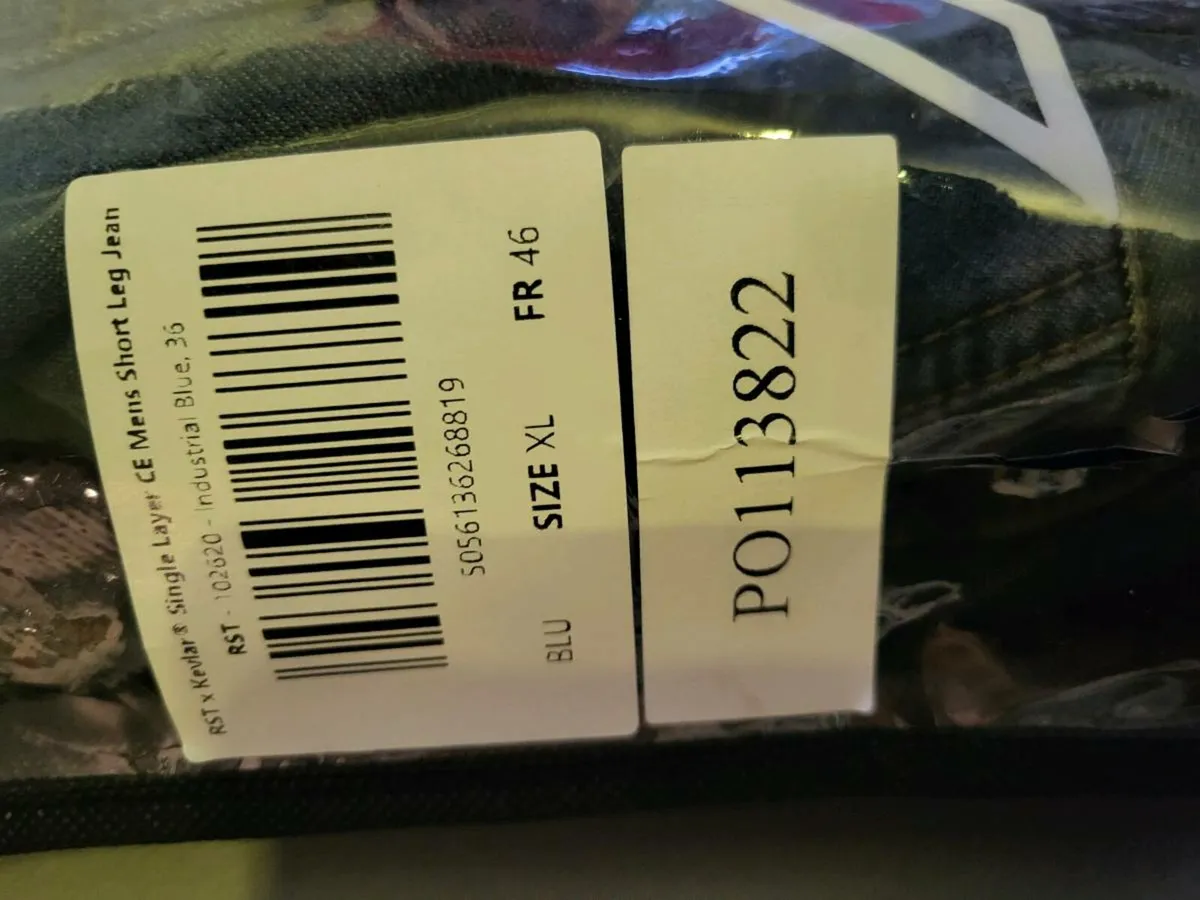 RST x Kevlar® Single Layer CE Mens Short Leg Jean
RST - 102620 - Industrial Blue, 36
5056136268819
BLU SIZE XL FR 46
PO113822